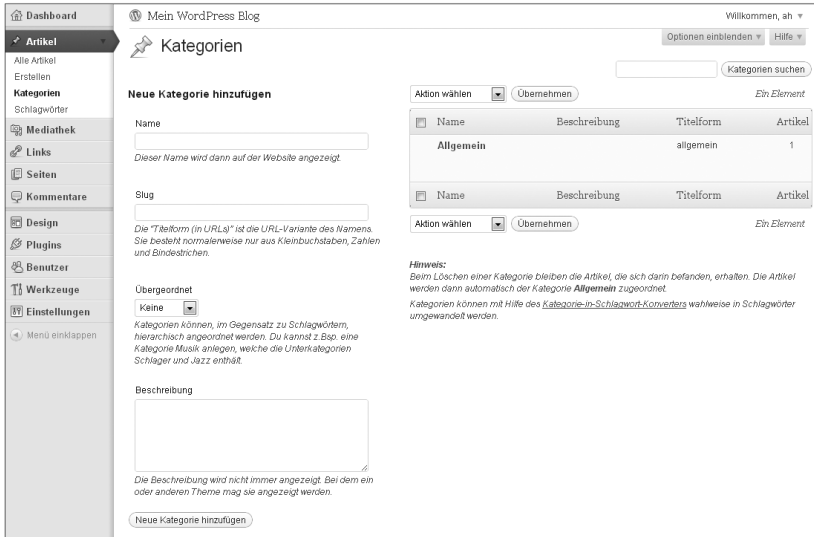 Dashboard
Artikel
Alle Artikel
Erstellen
Kategorien
Schlagwörter
Mediathek
Links
Seiten
Kommentare
Design
Plugins
Benutzer
Werkzeuge
Einstellungen
Menü einklappen
Mein WordPress Blog
Willkommen, ah
Kategorien
Optionen einblenden
Hilfe
Kategorien suchen
Neue Kategorie hinzufügen
Name
Dieser Name wird dann auf der Website angezeigt.
Slug
Die "Titelform (in URLs)" ist die URL-Variante des Namens.
Sie besteht normalerweise nur aus Kleinbuchstaben, Zahlen
und Bindestrichen.
Übergeordnet
Keine
Kategorien können, im Gegensatz zu Schlagwörtern,
hierarchisch angeordnet werden. Du kannst z.Bsp. eine
Kategorie Musik anlegen, welche die Unterkategorien
Schlager und Jazz enthält.
Beschreibung
Die Beschreibung wird nicht immer angezeigt. Bei dem ein
oder anderen Theme mag sie angezeigt werden.
Neue Kategorie hinzufügen
Aktion wählen Übernehmen Ein Element
Name Beschreibung Titelform Artikel
Allgemein allgemein 1
Name Beschreibung Titelform Artikel
Aktion wählen Übernehmen Ein Element
Hinweis:
Beim Löschen einer Kategorie bleiben die Artikel, die sich darin befanden, erhalten. Die Artikel
werden dann automatisch der Kategorie Allgemein zugeordnet.
Kategorien können mit Hilfe des Kategorie-in-Schlagwort-Konverters wahlweise in Schlagwörter
umgewandelt werden.